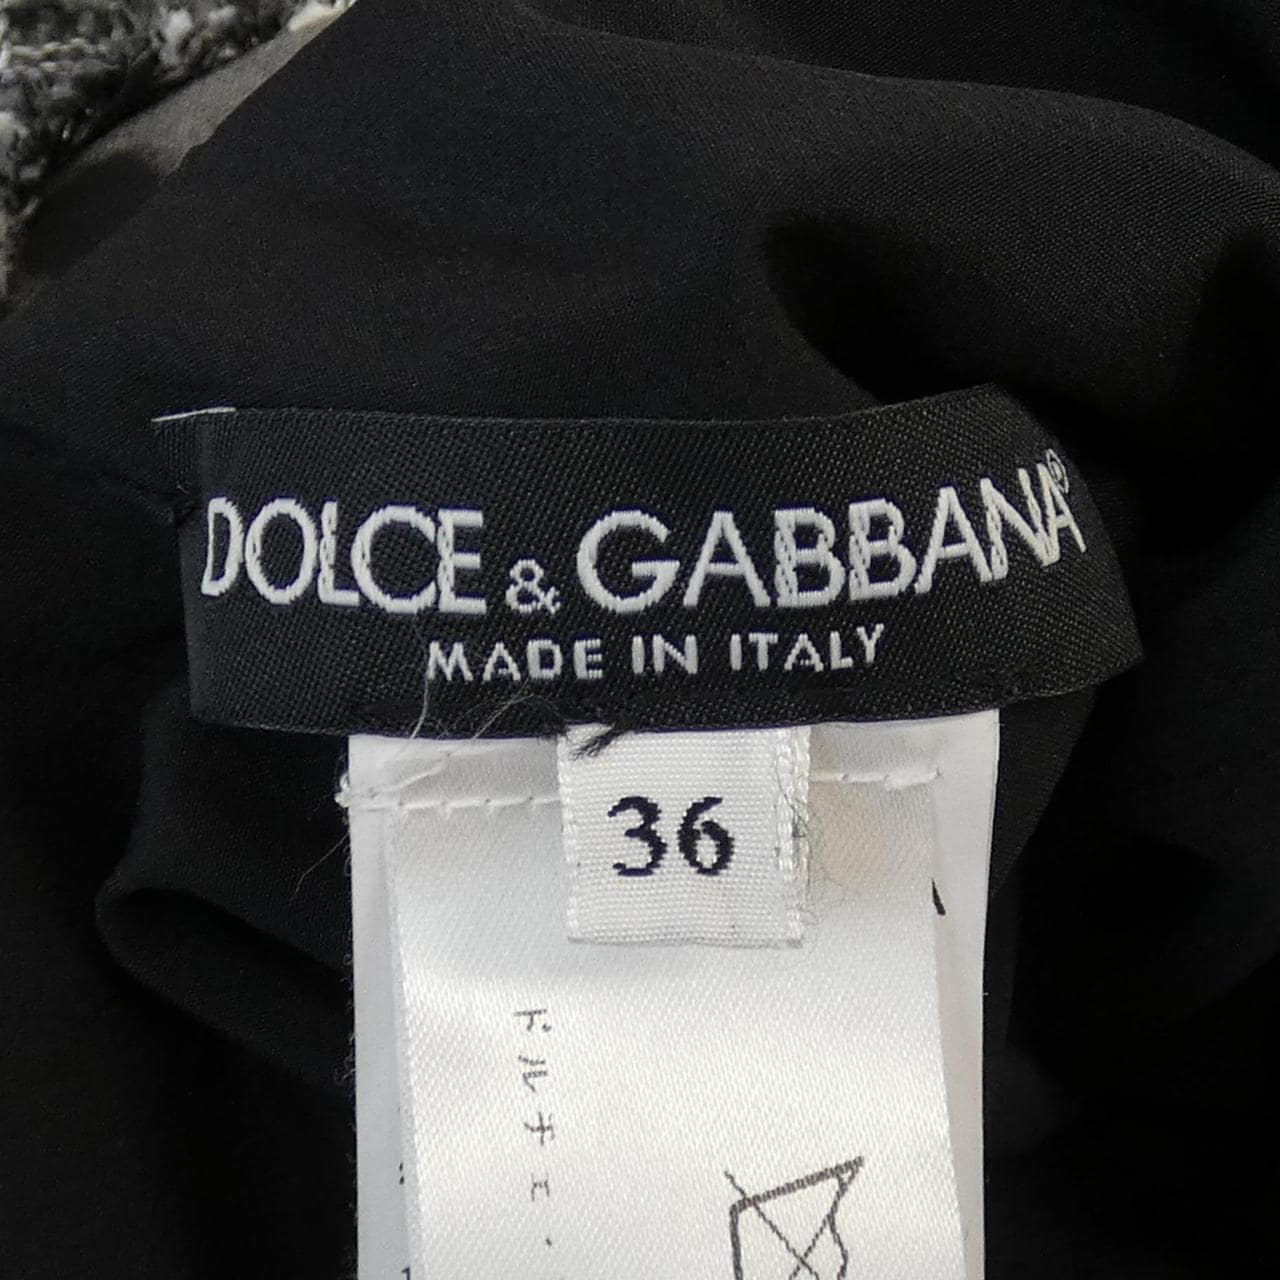 DOLCE & GABBANA®
MADE IN ITALY
36
ドルチェ・